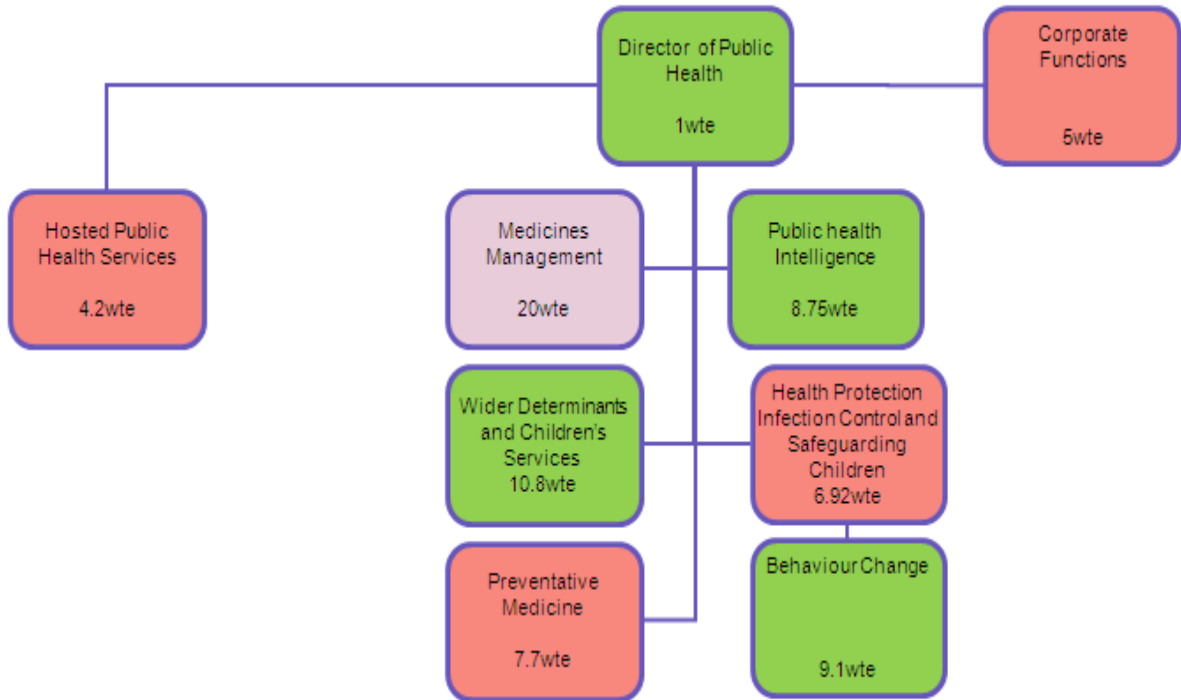 Director of Public
Health
1wte
Corporate
Functions
5wte
Hosted Public
Health Services
4.2wte
Medicines
Management
20wte
Public health
Intelligence
8.75wte
Wider Determinants
and Children's
Services
10.8wte
Health Protection
Infection Control and
Safeguarding
Children
6.92wte
Preventative
Medicine
7.7wte
Behaviour Change
9.1wte